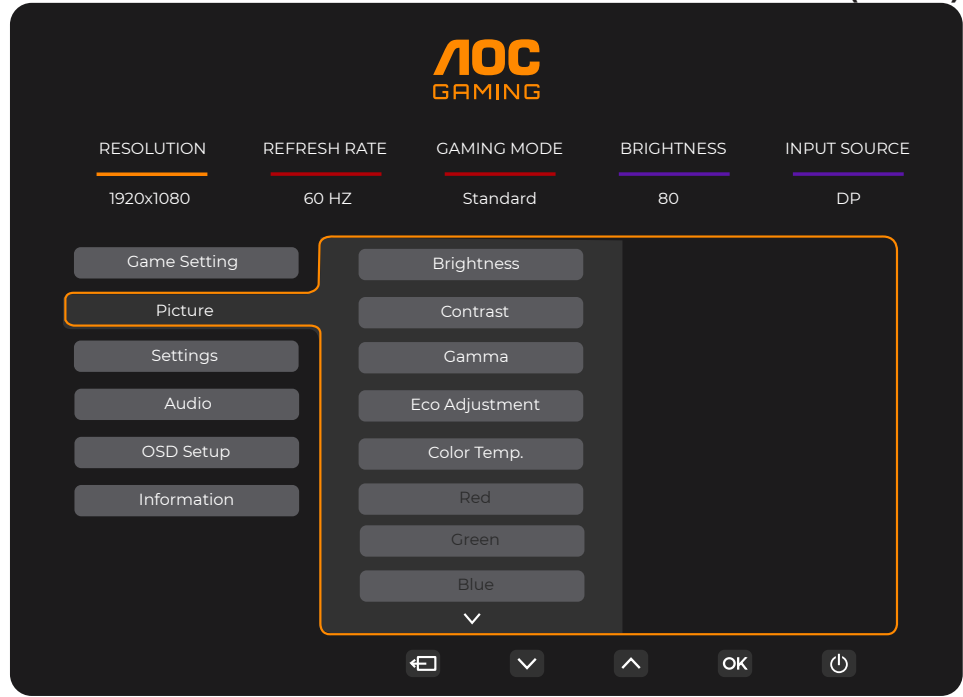 AOC
GAMING
RESOLUTION REFRESH RATE GAMING MODE BRIGHTNESS INPUT SOURCE
1920x1080 60 HZ Standard 80 DP
Game Setting
Picture
Settings
Audio
OSD Setup
Information
Brightness
Contrast
Gamma
Eco Adjustment
Color Temp.
Red
Green
Blue
OK